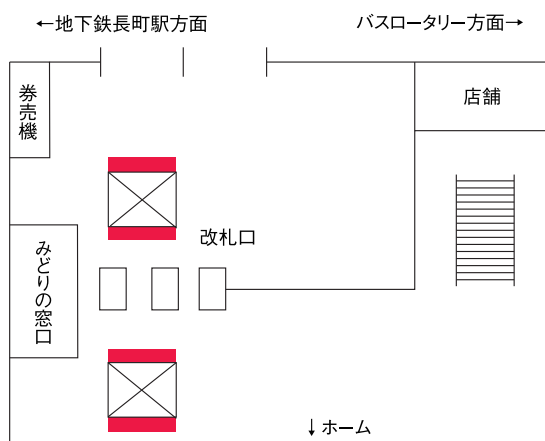 ←地下鉄長町駅方面
バスロータリー方面→
券売機
店舗
改札口
みどりの窓口
↓ホーム